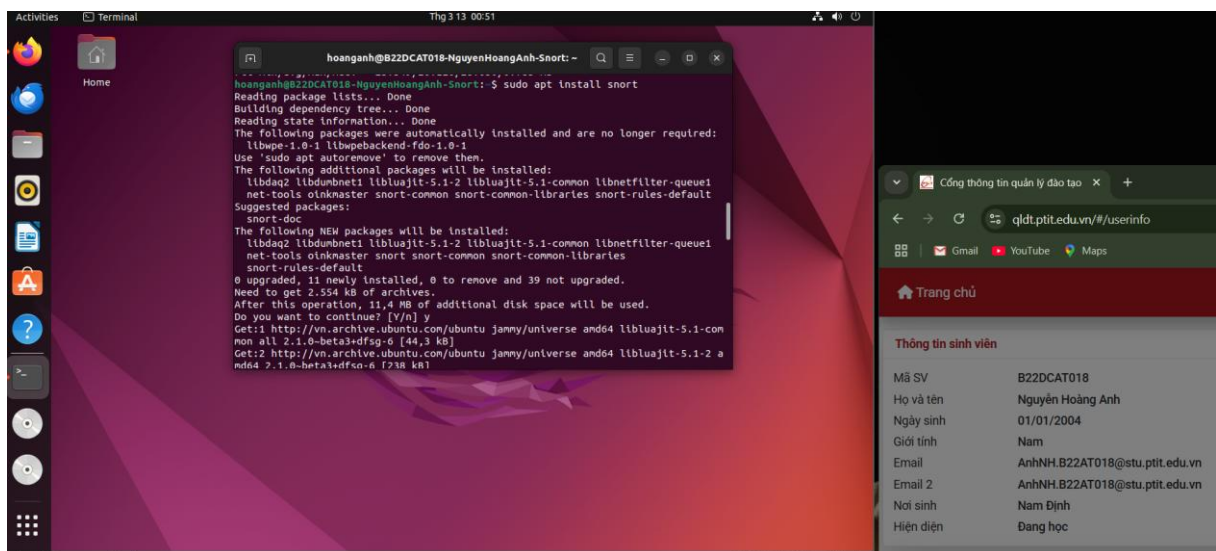 Activities
Terminal
Thg 3 13 00:51
Home
hoanganh@B22DCAT018-NguyenHoangAnh-Snort: ~
hoanganh@B22DCAT018-NguyenHoangAnh-Snort:~$ sudo apt install snort
Reading package lists... Done
Building dependency tree... Done
Reading state information... Done
The following packages were automatically installed and are no longer required:
libwpe-1.0-1 libwpebackend-fdo-1.0-1
Use 'sudo apt autoremove' to remove them.
The following additional packages will be installed:
libdaq2 libdumbnet1 libluajit-5.1-2 libluajit-5.1-common libnetfilter-queue1
net-tools oinkmaster snort-common snort-common-libraries snort-rules-default
Suggested packages:
snort-doc
The following NEW packages will be installed:
libdaq2 libdumbnet1 libluajit-5.1-2 libluajit-5.1-common libnetfilter-queue1
net-tools oinkmaster snort snort-common snort-common-libraries
snort-rules-default
0 upgraded, 11 newly installed, 0 to remove and 39 not upgraded.
Need to get 2.554 kB of archives.
After this operation, 11,4 MB of additional disk space will be used.
Do you want to continue? [Y/n] y
Get:1 http://vn.archive.ubuntu.com/ubuntu jammy/universe amd64 libluajit-5.1-com
mon all 2.1.0~beta3+dfsg-6 [44,3 kB]
Get:2 http://vn.archive.ubuntu.com/ubuntu jammy/universe amd64 libluajit-5.1-2 a
md64 2.1.0~beta3+dfsg-6 [238 kB]
Cổng thông tin quản lý đào tạo
qldt.ptit.edu.vn/#/userinfo
Gmail YouTube Maps
Trang chủ
Thông tin sinh viên
Mã SV B22DCAT018
Họ và tên Nguyễn Hoàng Anh
Ngày sinh 01/01/2004
Giới tính Nam
Email AnhNH.B22AT018@stu.ptit.edu.vn
Email 2 AnhNH.B22AT018@stu.ptit.edu.vn
Nơi sinh Nam Định
Hiện diện Đang học